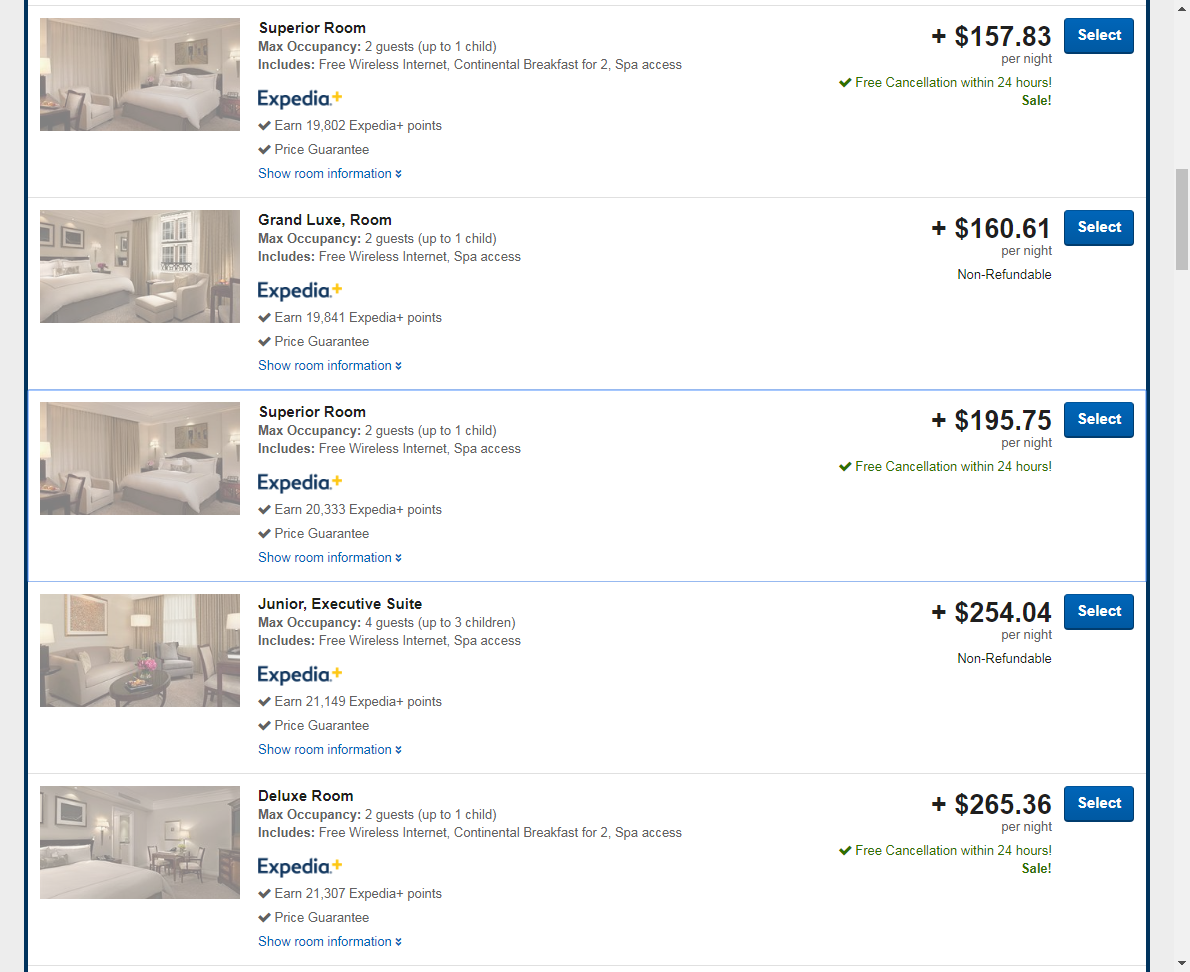 Superior Room
Max Occupancy: 2 guests (up to 1 child)
Includes: Free Wireless Internet, Continental Breakfast for 2, Spa access
Expedia+
Earn 19,802 Expedia+ points
Price Guarantee
Show room information
+ $157.83
per night
Free Cancellation within 24 hours!
Sale!
Select
Grand Luxe, Room
Max Occupancy: 2 guests (up to 1 child)
Includes: Free Wireless Internet, Spa access
Expedia+
Earn 19,841 Expedia+ points
Price Guarantee
Show room information
+ $160.61
per night
Non-Refundable
Select
Superior Room
Max Occupancy: 2 guests (up to 1 child)
Includes: Free Wireless Internet, Spa access
Expedia+
Earn 20,333 Expedia+ points
Price Guarantee
Show room information
+ $195.75
per night
Free Cancellation within 24 hours!
Select
Junior, Executive Suite
Max Occupancy: 4 guests (up to 3 children)
Includes: Free Wireless Internet, Spa access
Expedia+
Earn 21,149 Expedia+ points
Price Guarantee
Show room information
+ $254.04
per night
Non-Refundable
Select
Deluxe Room
Max Occupancy: 2 guests (up to 1 child)
Includes: Free Wireless Internet, Continental Breakfast for 2, Spa access
Expedia+
Earn 21,307 Expedia+ points
Price Guarantee
Show room information
+ $265.36
per night
Free Cancellation within 24 hours!
Sale!
Select